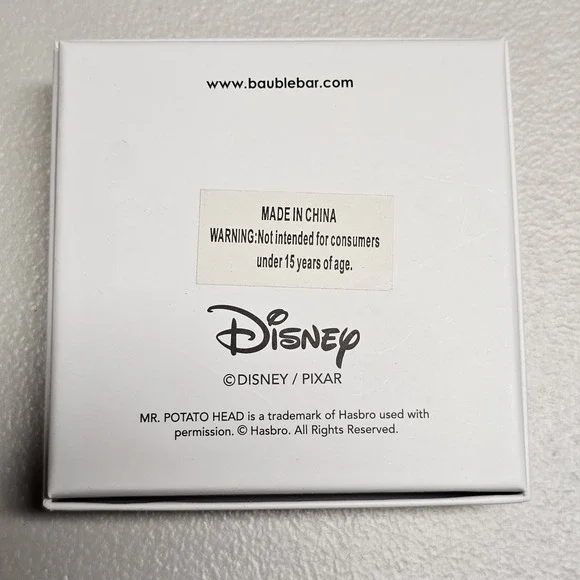 www.baublebar.com
MADE IN CHINA
WARNING:Not intended for consumers
under 15 years of age.
Disney
©DISNEY / PIXAR
MR. POTATO HEAD is a trademark of Hasbro used with
permission. © Hasbro. All Rights Reserved.